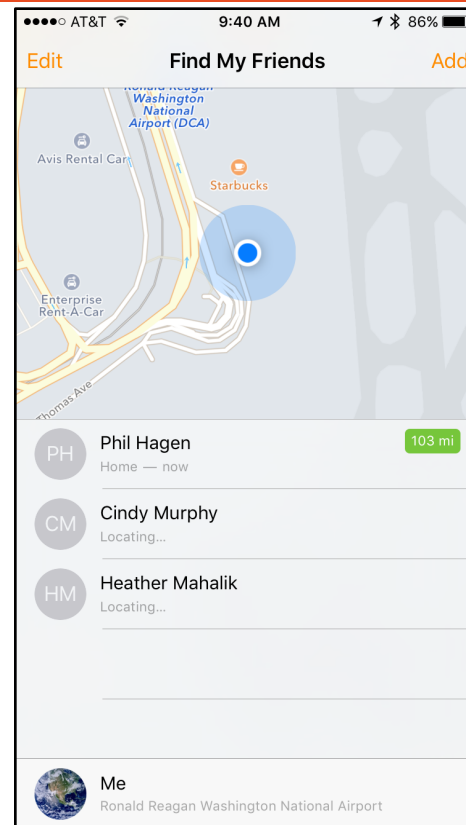 AT&T 9:40 AM 86%
Edit Find My Friends Add
Ronald Reagan
Washington
National
Airport (DCA)
Avis Rental Car
Starbucks
Enterprise
Rent-A-Car
Thomas Ave
PH Phil Hagen 103 mi
Home — now
CM Cindy Murphy
Locating...
HM Heather Mahalik
Locating...
Me
Ronald Reagan Washington National Airport